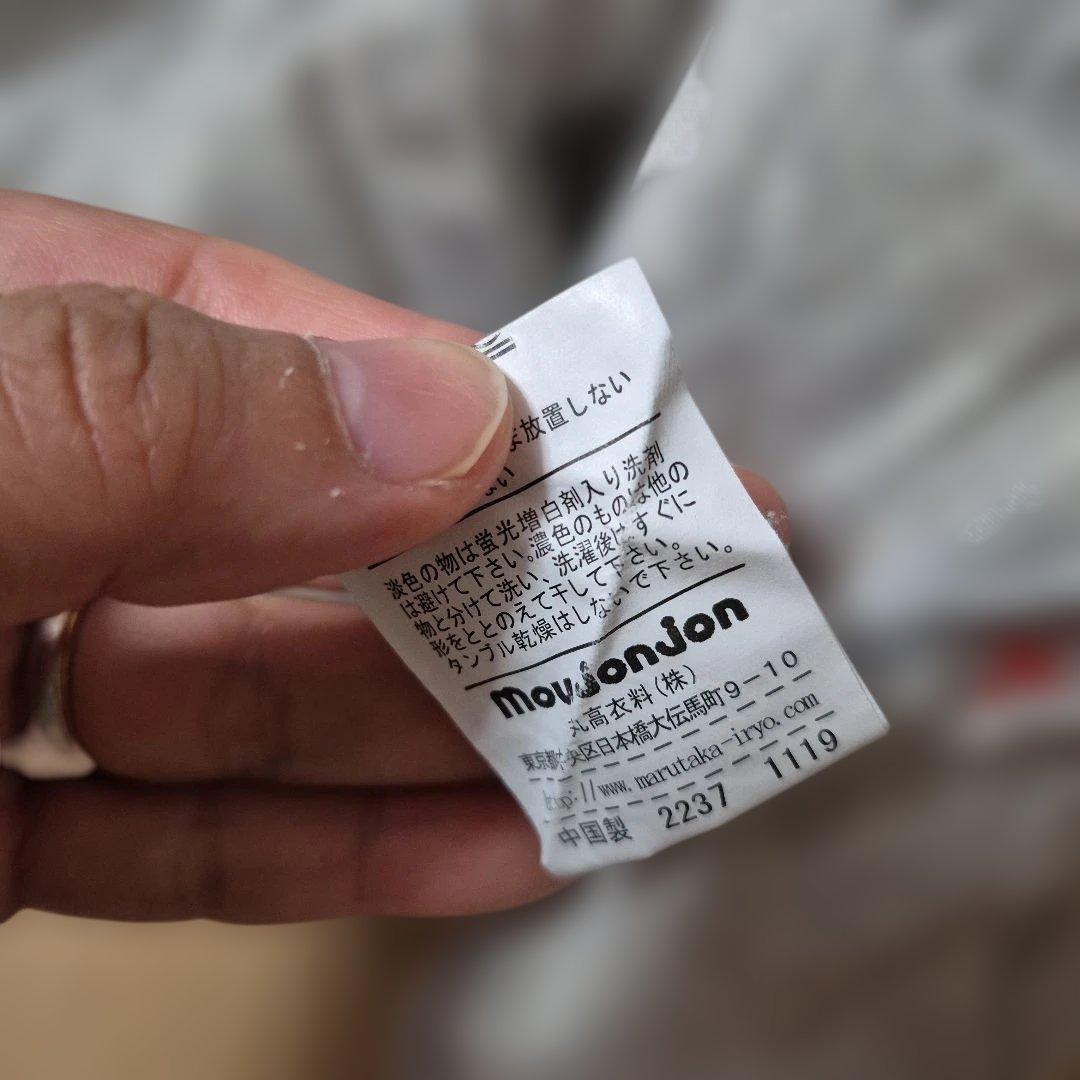 ま放置しない
ない
淡色の物は蛍光増白剤入り洗剤
は避けて下さい。濃色のものは他の
物と分けて洗い、洗濯後はすぐに
形をととのえて干して下さい。
タンブル乾燥はしないで下さい。
moujonjon
丸高衣料(株)
東京都中央区日本橋大伝馬町9-10
http://www.marutaka-iryo.com
中国製 2237 1119